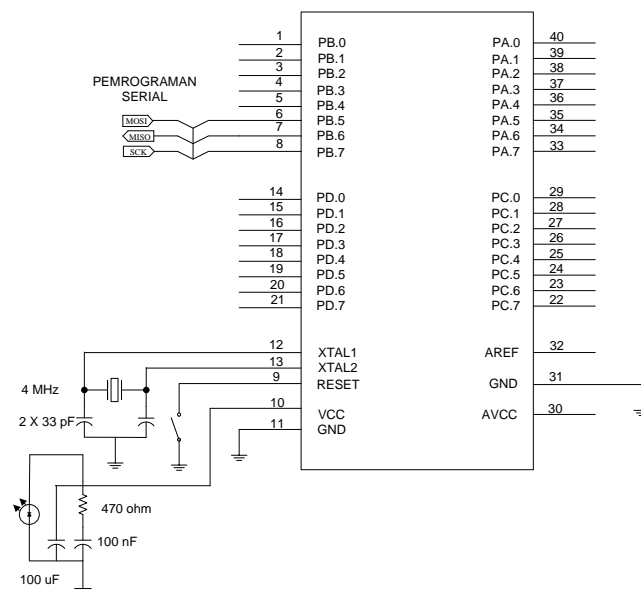 1
2
3
4
5
6
7
8
PB.0
PB.1
PB.2
PB.3
PB.4
PB.5
PB.6
PB.7
PA.0
PA.1
PA.2
PA.3
PA.4
PA.5
PA.6
PA.7
40
39
38
37
36
35
34
33
PEMROGRAMAN
SERIAL
MOSI
MISO
SCK
14
15
16
17
18
19
20
21
PD.0
PD.1
PD.2
PD.3
PD.4
PD.5
PD.6
PD.7
PC.0
PC.1
PC.2
PC.3
PC.4
PC.5
PC.6
PC.7
29
28
27
26
25
24
23
22
12
13
9
10
11
XTAL1
XTAL2
RESET
VCC
GND
AREF
GND
AVCC
32
31
30
4 MHz
2 X 33 pF
470 ohm
100 nF
100 uF